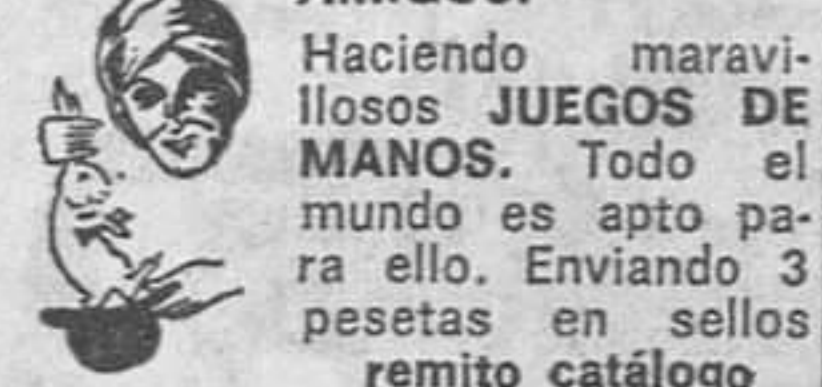 AMIGOS.
Haciendo maravi-
llosos JUEGOS DE
MANOS. Todo el
mundo es apto pa-
ra ello. Enviando 3
pesetas en sellos
remito catálogo